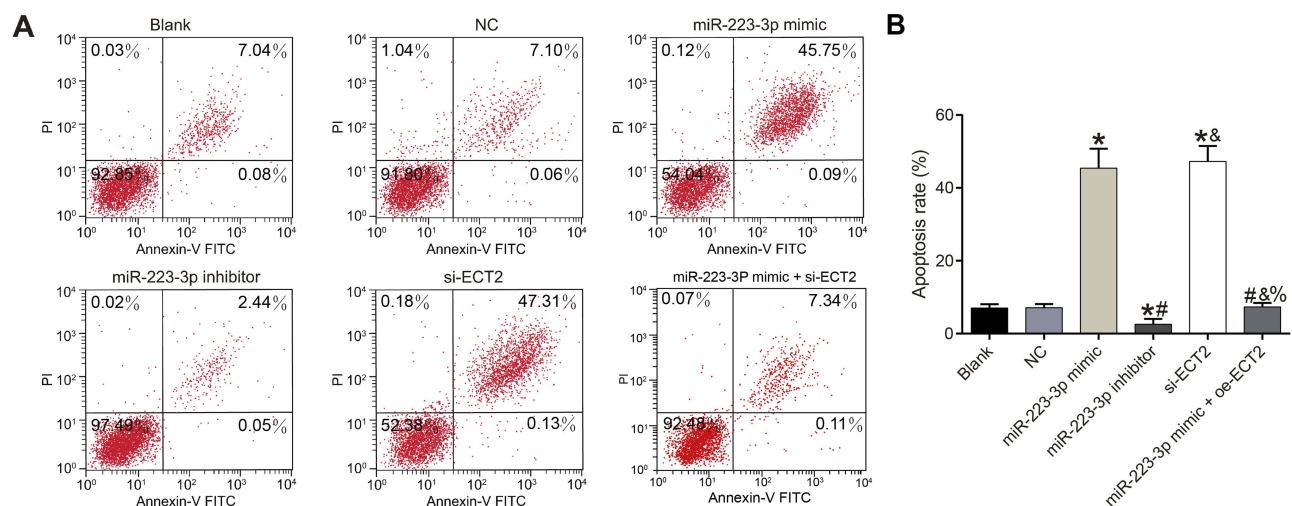 A
Blank
0.03% 7.04%
92.85% 0.08%
10⁴
10³
10²
10¹
10⁰
PI
10⁰ 10¹ 10² 10³ 10⁴
Annexin-V FITC
NC
1.04% 7.10%
91.80% 0.06%
10⁴
10³
10²
10¹
10⁰
PI
10⁰ 10¹ 10² 10³ 10⁴
Annexin-V FITC
miR-223-3p mimic
0.12% 45.75%
54.04% 0.09%
10⁴
10³
10²
10¹
10⁰
PI
10⁰ 10¹ 10² 10³ 10⁴
Annexin-V FITC
miR-223-3p inhibitor
0.02% 2.44%
97.49% 0.05%
10⁴
10³
10²
10¹
10⁰
PI
10⁰ 10¹ 10² 10³ 10⁴
Annexin-V FITC
si-ECT2
0.18% 47.31%
52.38% 0.13%
10⁴
10³
10²
10¹
10⁰
PI
10⁰ 10¹ 10² 10³ 10⁴
Annexin-V FITC
miR-223-3P mimic + si-ECT2
0.07% 7.34%
92.48% 0.11%
10⁴
10³
10²
10¹
10⁰
PI
10⁰ 10¹ 10² 10³ 10⁴
Annexin-V FITC
B
Apoptosis rate (%)
60
40
20
0
*
*#
*&
#&%
Blank
NC
miR-223-3p mimic
miR-223-3p inhibitor
si-ECT2
miR-223-3p mimic + oe-ECT2